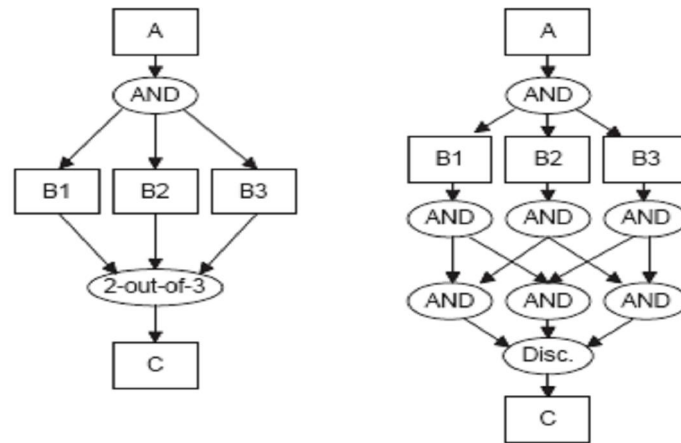 A
AND
B1 B2 B3
2-out-of-3
C
A
AND
B1 B2 B3
AND AND AND
AND AND AND
Disc.
C